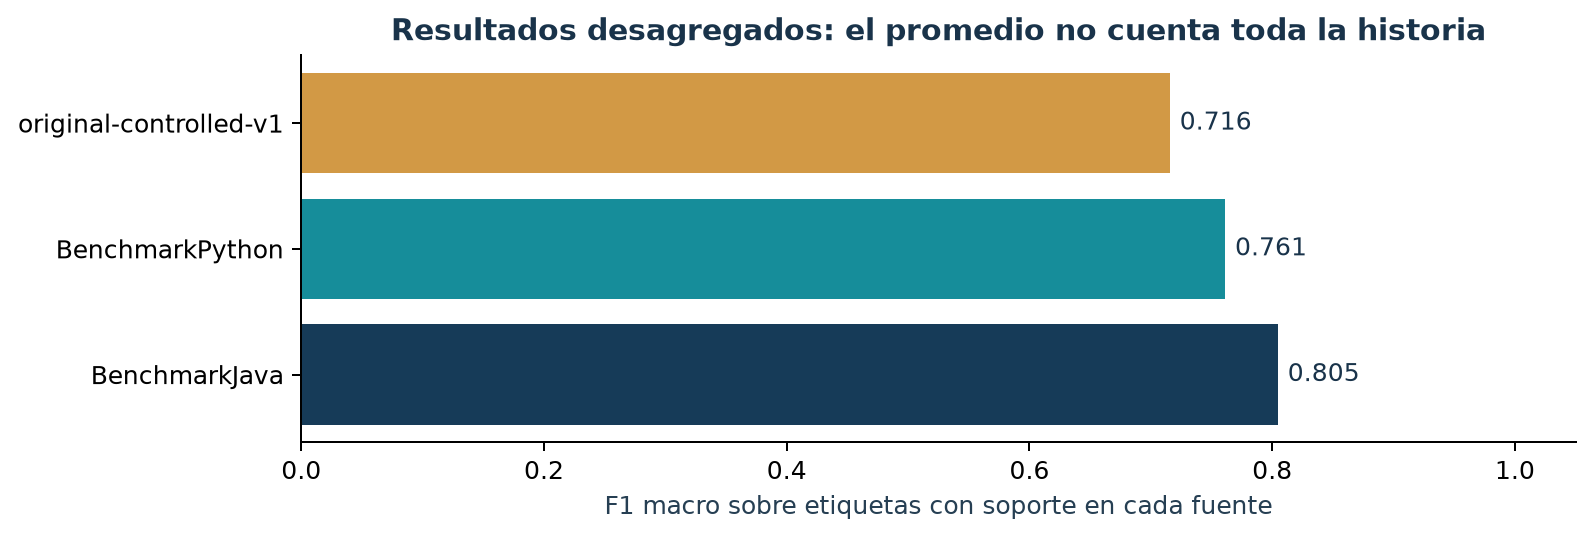 Resultados desagregados: el promedio no cuenta toda la historia
original-controlled-v1
0.716
BenchmarkPython
0.761
BenchmarkJava
0.805
0.0 0.2 0.4 0.6 0.8 1.0
F1 macro sobre etiquetas con soporte en cada fuente